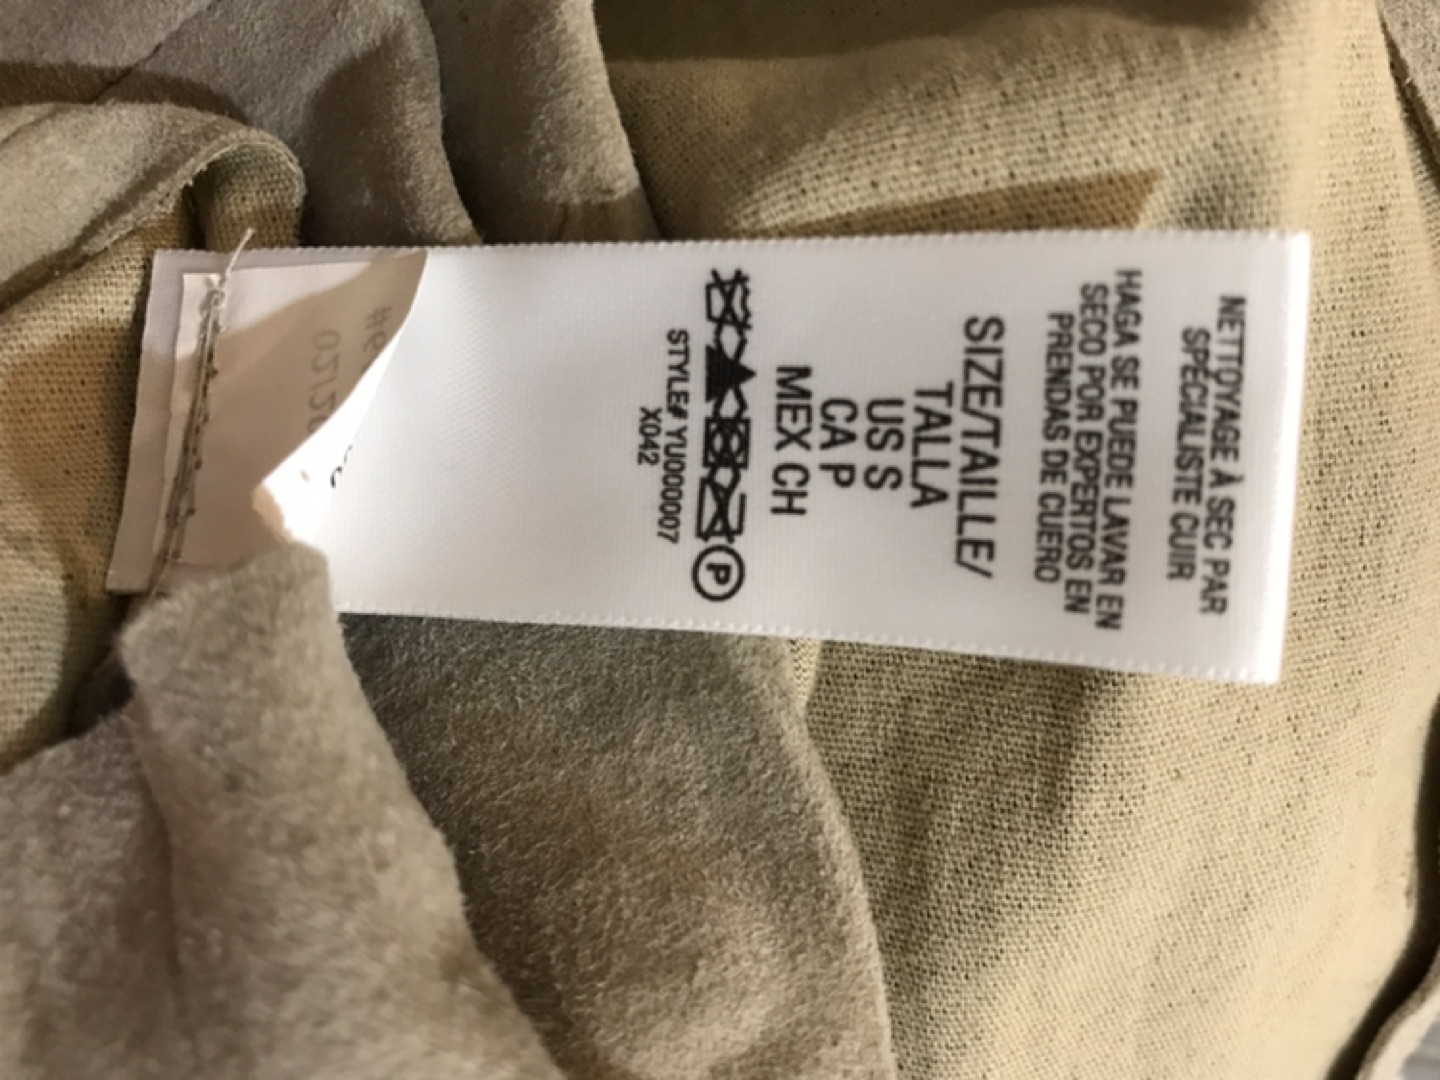 NETTOYAGE À SEC PAR
SPÉCIALISTE CUIR
HAGA SE PUEDE LAVAR EN
SECO POR EXPERTOS EN
PRENDAS DE CUERO
SIZE/TAILLE/
TALLA
US S
CA P
MEX CH
P
STYLE# YU000007
X042